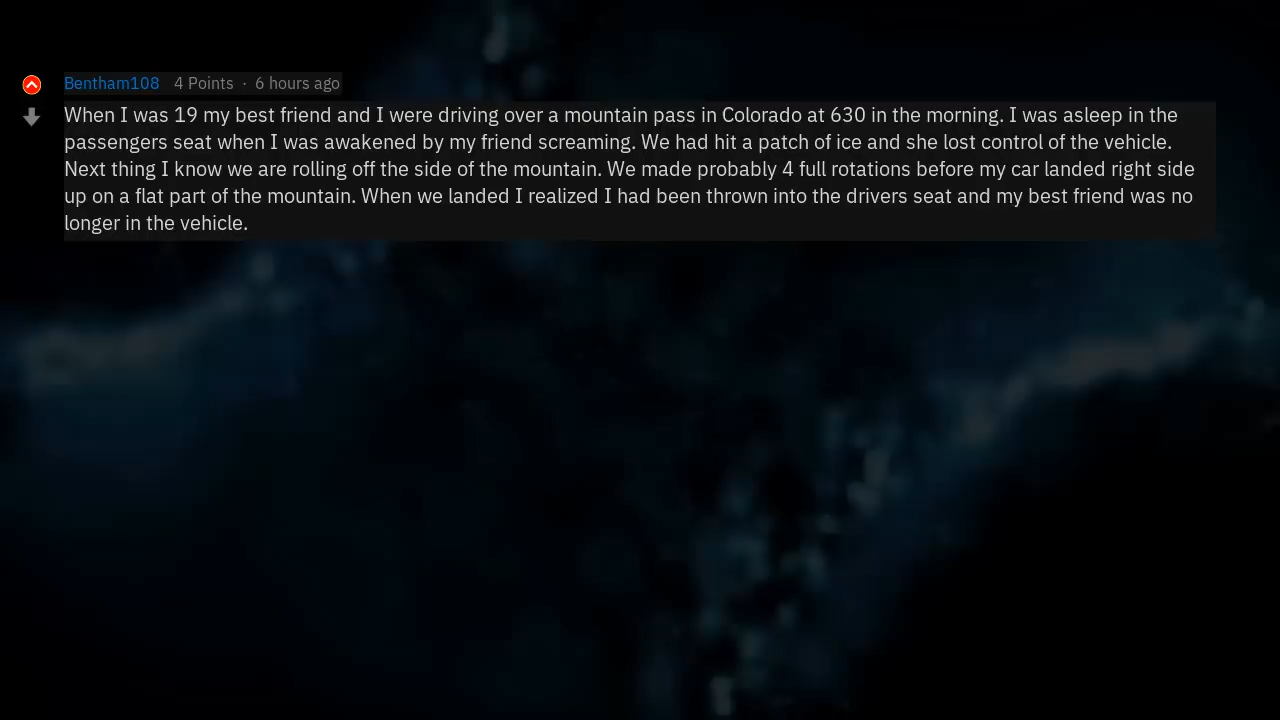 Bentham108 4 Points · 6 hours ago
When I was 19 my best friend and I were driving over a mountain pass in Colorado at 630 in the morning. I was asleep in the
passengers seat when I was awakened by my friend screaming. We had hit a patch of ice and she lost control of the vehicle.
Next thing I know we are rolling off the side of the mountain. We made probably 4 full rotations before my car landed right side
up on a flat part of the mountain. When we landed I realized I had been thrown into the drivers seat and my best friend was no
longer in the vehicle.